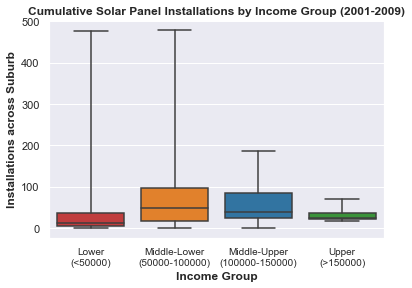 Cumulative Solar Panel Installations by Income Group (2001-2009)
Installations across Suburb
500
400
300
200
100
0
Lower
(<50000)
Middle-Lower
(50000-100000)
Middle-Upper
(100000-150000)
Upper
(>150000)
Income Group